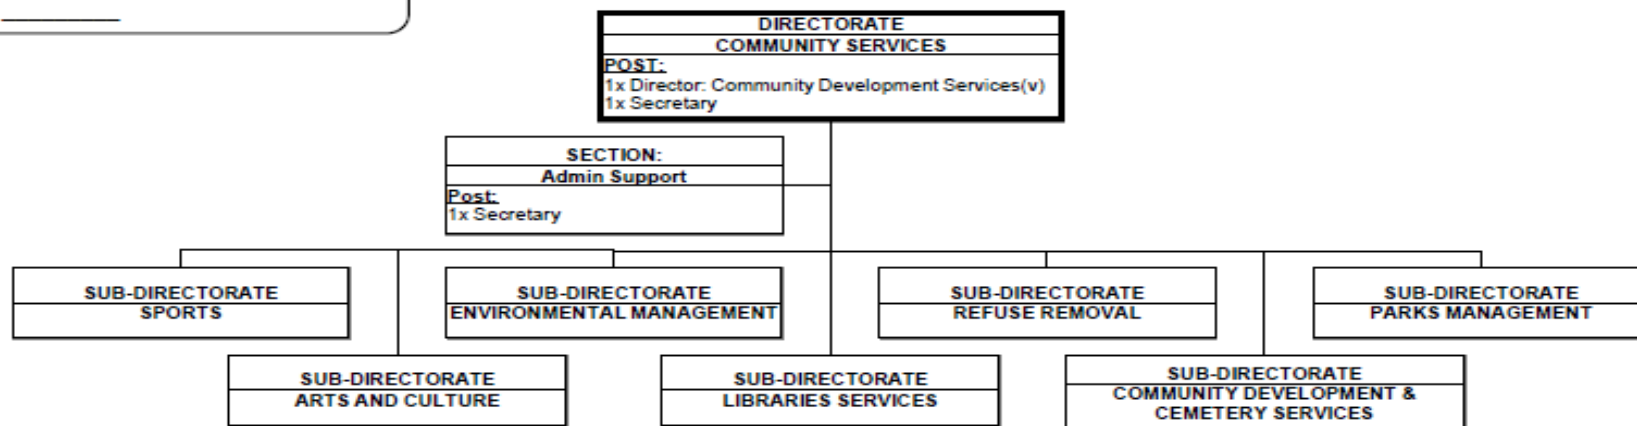 DIRECTORATE
COMMUNITY SERVICES
POST:
1x Director: Community Development Services(v)
1x Secretary
SECTION:
Admin Support
Post:
1x Secretary
SUB-DIRECTORATE
SPORTS
SUB-DIRECTORATE
ENVIRONMENTAL MANAGEMENT
SUB-DIRECTORATE
REFUSE REMOVAL
SUB-DIRECTORATE
PARKS MANAGEMENT
SUB-DIRECTORATE
ARTS AND CULTURE
SUB-DIRECTORATE
LIBRARIES SERVICES
SUB-DIRECTORATE
COMMUNITY DEVELOPMENT &
CEMETERY SERVICES